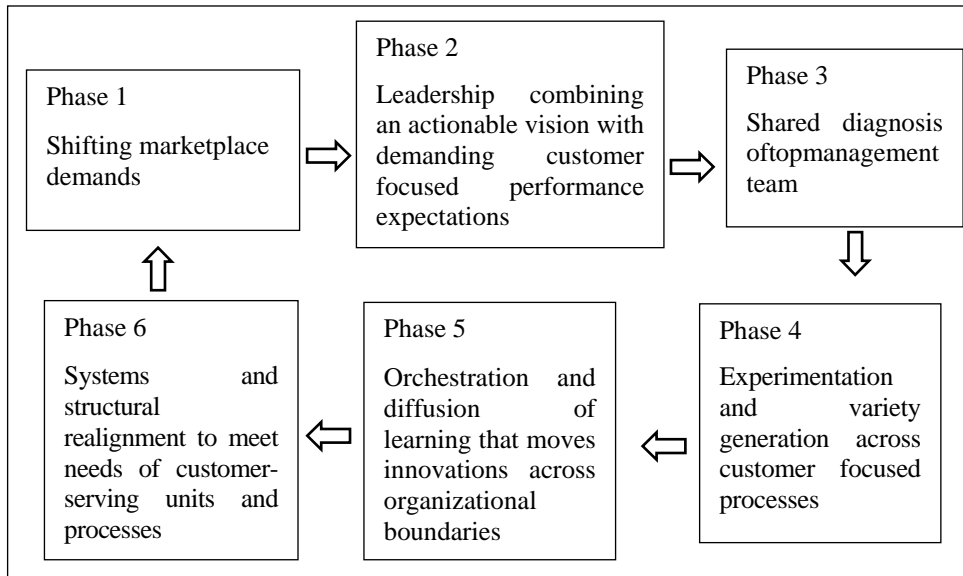 Phase 1
Shifting marketplace
demands
Phase 2
Leadership combining
an actionable vision with
demanding customer
focused performance
expectations
Phase 3
Shared diagnosis
oftopmanagement
team
Phase 4
Experimentation
and variety
generation across
customer focused
processes
Phase 5
Orchestration and
diffusion of
learning that moves
innovations across
organizational
boundaries
Phase 6
Systems and
structural
realignment to meet
needs of customer-
serving units and
processes